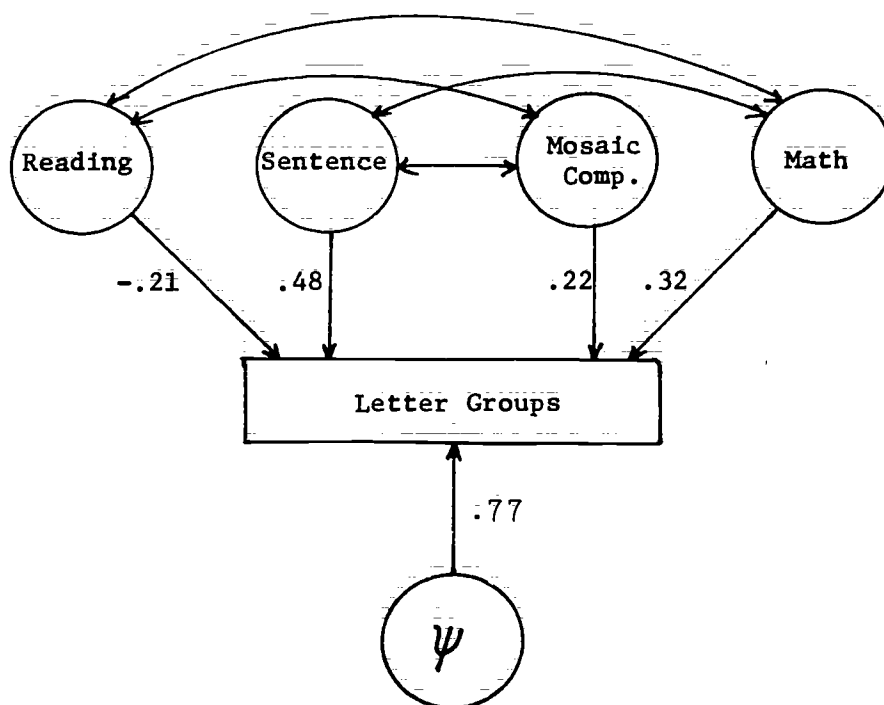 Reading
Sentence
Mosaic
Comp.
Math
-.21
.48
.22
.32
Letter Groups
.77
ψ